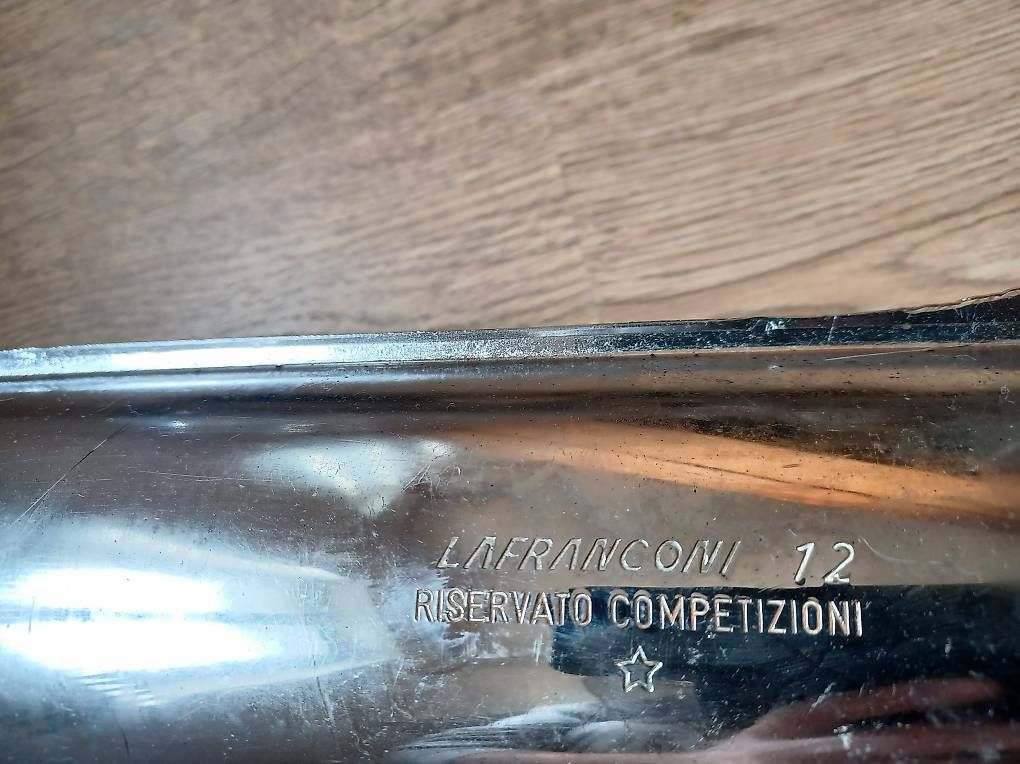 LAFRANCONI 12
RISERVATO COMPETIZIONI